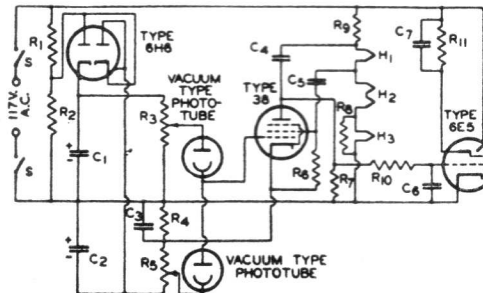 TYPE
6H6
S
117V.
A.C.
S
R1
R2
C1
C2
R3
VACUUM
TYPE
PHOTO-
TUBE
C3
R4
R5
VACUUM TYPE
PHOTOTUBE
C4
TYPE
38
C5
R9
H1
H2
R8
H3
R6
R7
R10
C6
C7
R11
TYPE
6E5